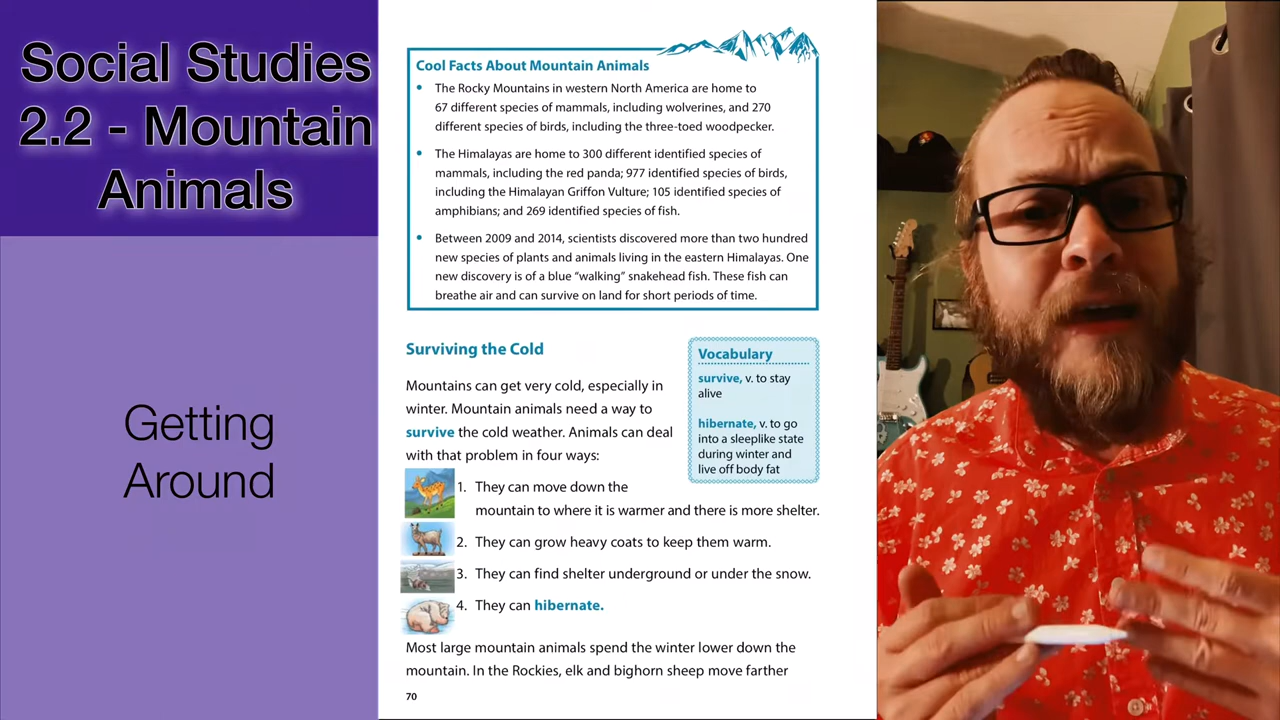 Social Studies
2.2 - Mountain
Animals
Getting
Around
Cool Facts About Mountain Animals
• The Rocky Mountains in western North America are home to
67 different species of mammals, including wolverines, and 270
different species of birds, including the three-toed woodpecker.
• The Himalayas are home to 300 different identified species of
mammals, including the red panda; 977 identified species of birds,
including the Himalayan Griffon Vulture; 105 identified species of
amphibians; and 269 identified species of fish.
• Between 2009 and 2014, scientists discovered more than two hundred
new species of plants and animals living in the eastern Himalayas. One
new discovery is of a blue “walking” snakehead fish. These fish can
breathe air and can survive on land for short periods of time.
Surviving the Cold
Mountains can get very cold, especially in
winter. Mountain animals need a way to
survive the cold weather. Animals can deal
with that problem in four ways:
Vocabulary
survive, v. to stay
alive
hibernate, v. to go
into a sleeplike state
during winter and
live off body fat
1. They can move down the
mountain to where it is warmer and there is more shelter.
2. They can grow heavy coats to keep them warm.
3. They can find shelter underground or under the snow.
4. They can hibernate.
Most large mountain animals spend the winter lower down the
mountain. In the Rockies, elk and bighorn sheep move farther
70